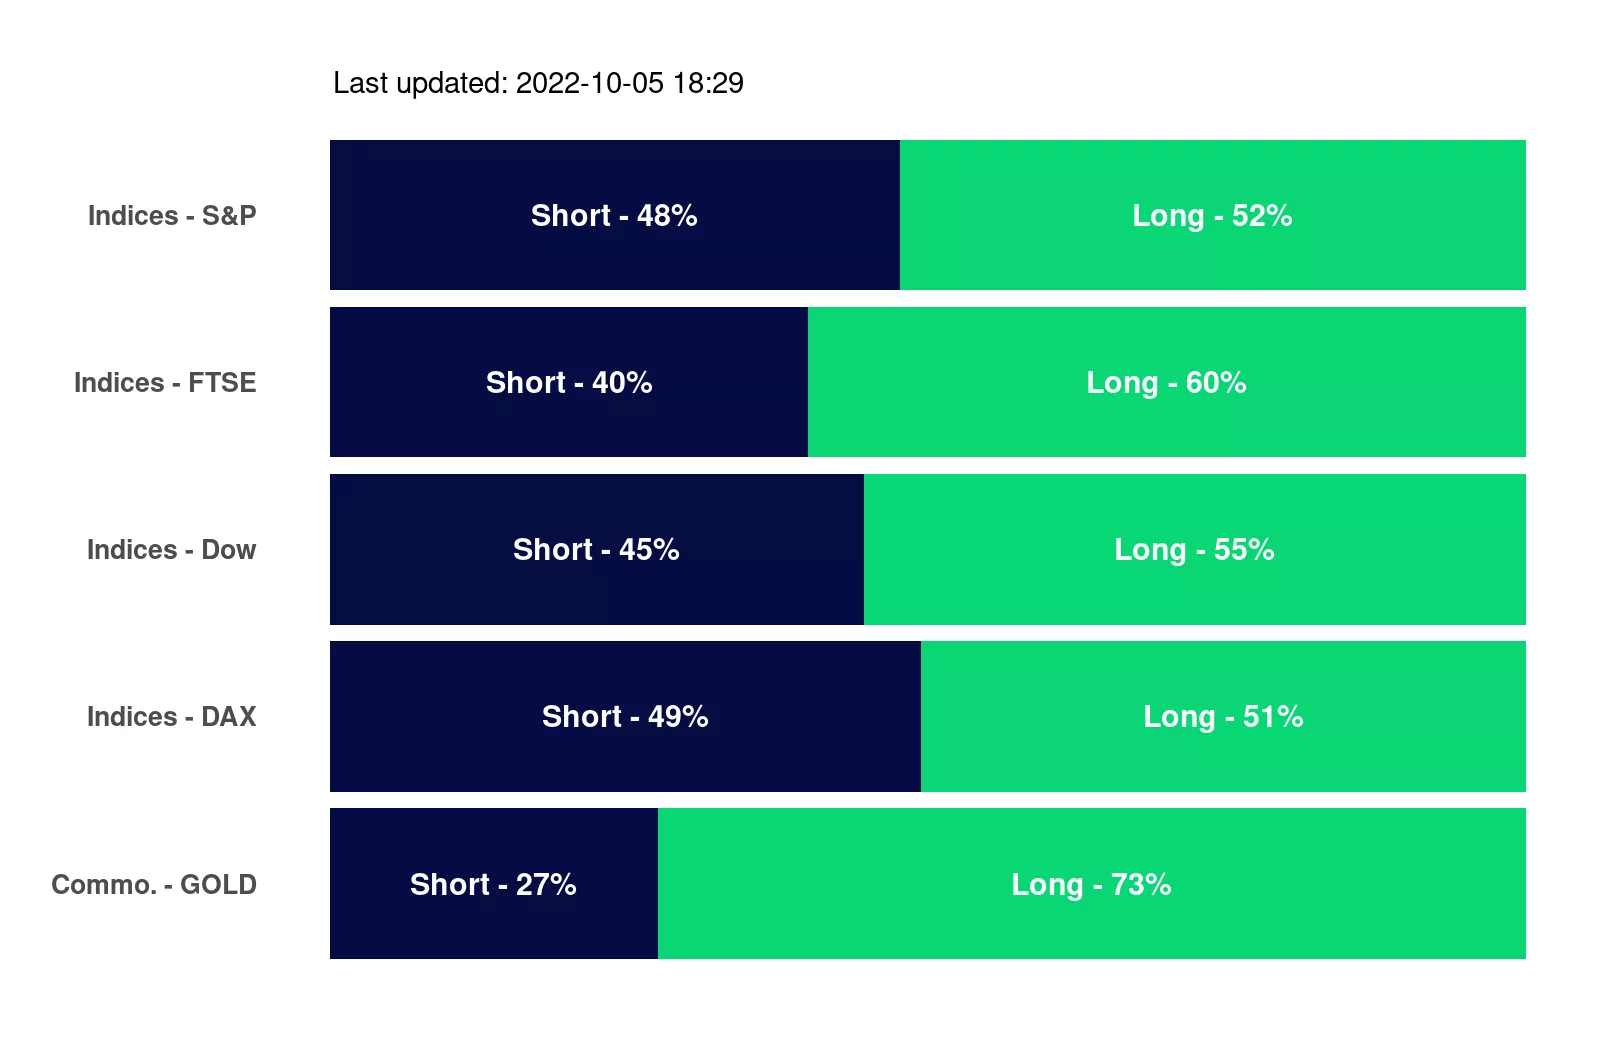 Last updated: 2022-10-05 18:29
Indices - S&P Short - 48% Long - 52%
Indices - FTSE Short - 40% Long - 60%
Indices - Dow Short - 45% Long - 55%
Indices - DAX Short - 49% Long - 51%
Commo. - GOLD Short - 27% Long - 73%